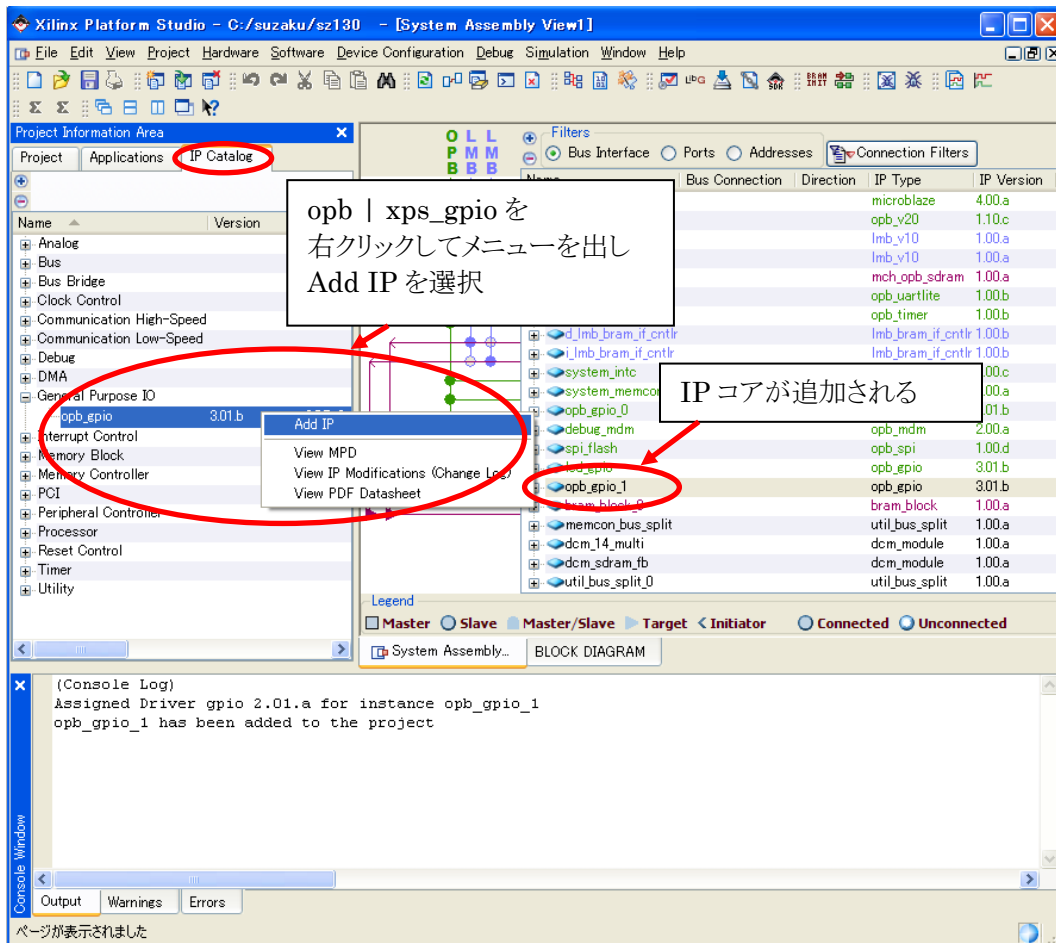 Xilinx Platform Studio - C:/suzaku/sz130 - [System Assembly View1]
File Edit View Project Hardware Software Device Configuration Debug Simulation Window Help
Project Information Area
Project Applications IP Catalog
Name Version
Analog
Bus
Bus Bridge
Clock Control
Communication High-Speed
Communication Low-Speed
Debug
DMA
General Purpose IO
opb_gpio 3.01.b
Interrupt Control
Memory Block
Memory Controller
PCI
Peripheral Controller
Processor
Reset Control
Timer
Utility
Add IP
View MPD
View IP Modifications (Change Log)
View PDF Datasheet
opb | xps_gpio を
右クリックしてメニューを出し
Add IP を選択
O L L
P M M
B B B
Filters
Bus Interface Ports Addresses Connection Filters
Name Bus Connection Direction IP Type IP Version
microblaze 4.00.a
opb_v20 1.10.c
lmb_v10 1.00.a
lmb_v10 1.00.a
mch_opb_sdram 1.00.a
opb_uartlite 1.00.b
opb_timer 1.00.b
d_lmb_bram_if_cntlr lmb_bram_if_cntlr 1.00.b
i_lmb_bram_if_cntlr lmb_bram_if_cntlr 1.00.b
system_intc
system_memcon
opb_gpio_0
debug_mdm opb_mdm 2.00.a
spi_flash opb_spi 1.00.d
led_gpio opb_gpio 3.01.b
opb_gpio_1 opb_gpio 3.01.b
bram_block_0 bram_block 1.00.a
memcon_bus_split util_bus_split 1.00.a
dcm_14_multi dcm_module 1.00.a
dcm_sdram_fb dcm_module 1.00.a
util_bus_split_0 util_bus_split 1.00.a
IP コアが追加される
Legend
Master Slave Master/Slave Target Initiator Connected Unconnected
System Assembly... BLOCK DIAGRAM
(Console Log)
Assigned Driver gpio 2.01.a for instance opb_gpio_1
opb_gpio_1 has been added to the project
Console Window
Output Warnings Errors
ページが表示されました